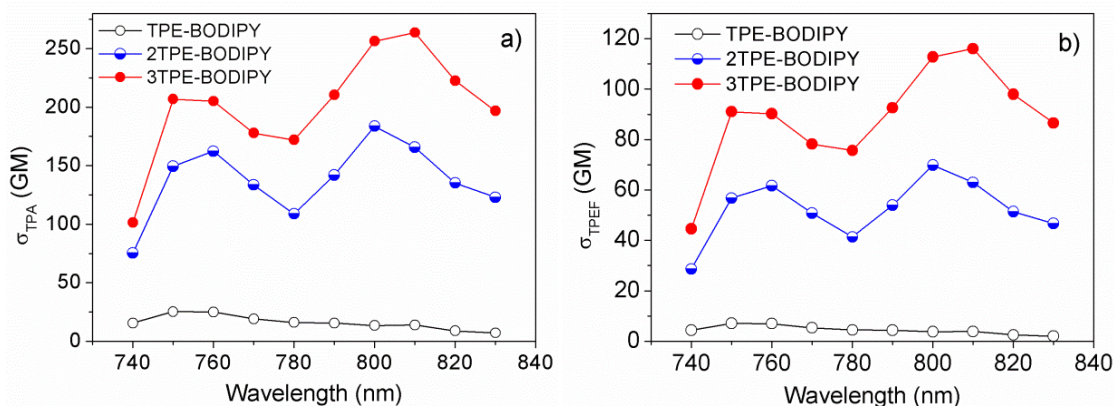 a)
TPE-BODIPY
2TPE-BODIPY
3TPE-BODIPY
250
200
150
100
50
0
σTPA (GM)
740 760 780 800 820 840
Wavelength (nm)
b)
TPE-BODIPY
2TPE-BODIPY
3TPE-BODIPY
120
100
80
60
40
20
0
σTPEF (GM)
740 760 780 800 820 840
Wavelength (nm)